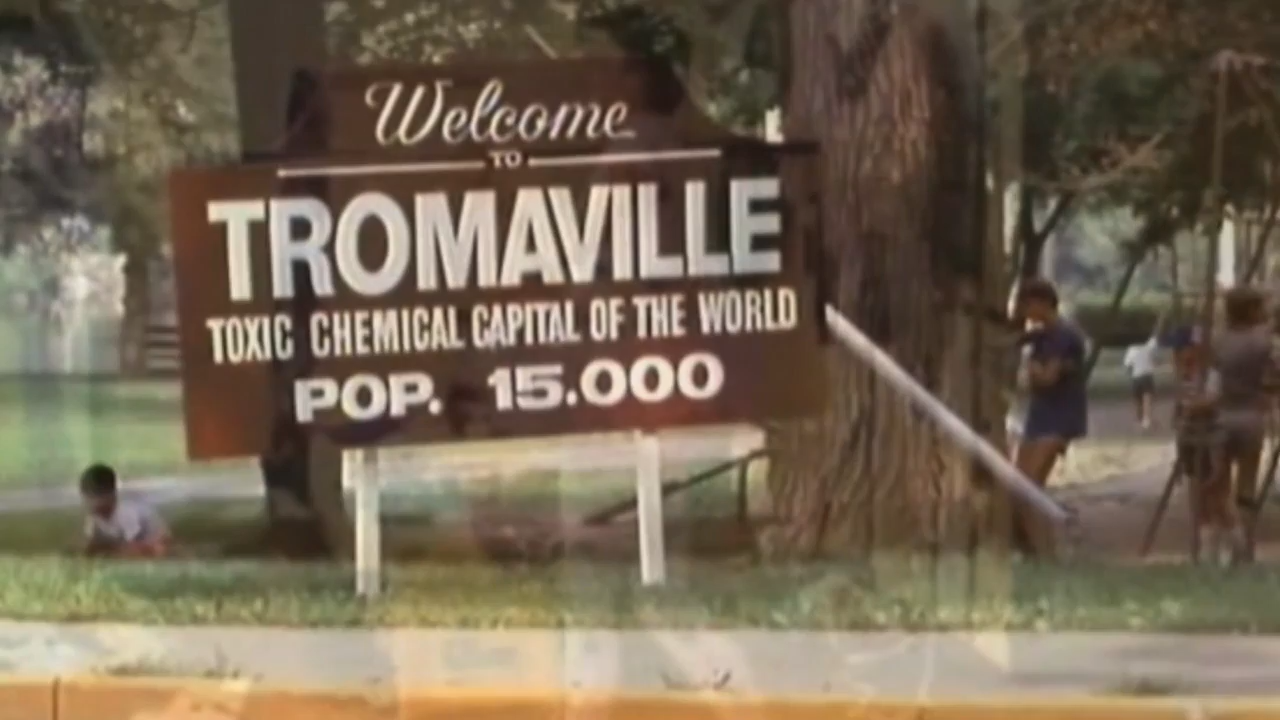 Welcome
TO
TROMAVILLE
TOXIC CHEMICAL CAPITAL OF THE WORLD
POP. 15.000